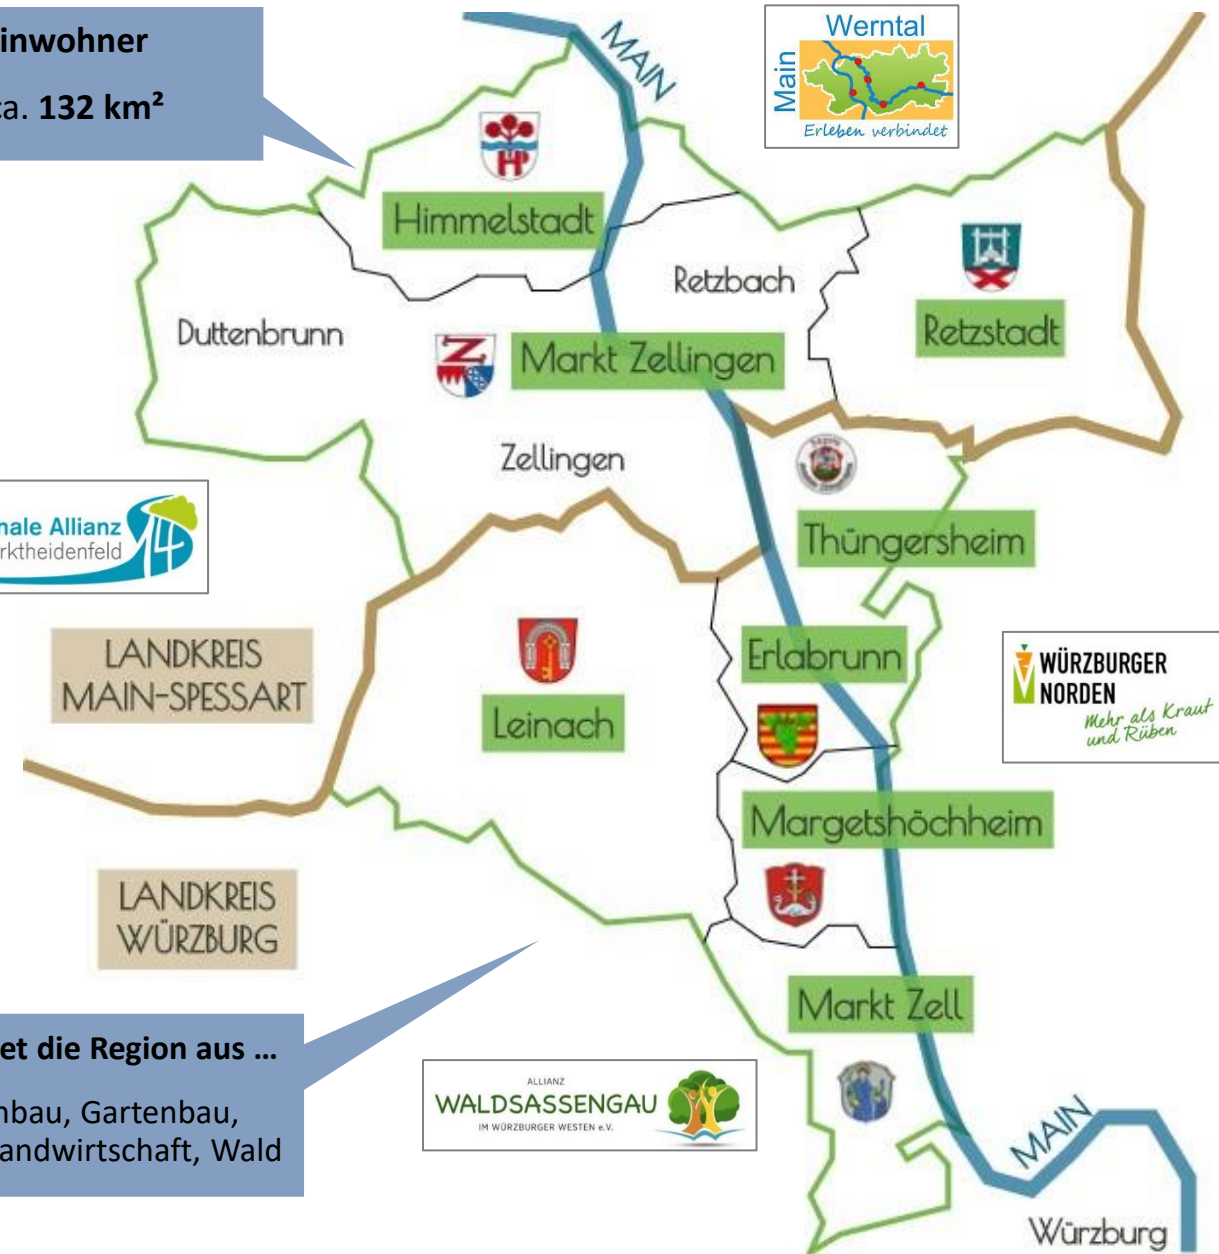 inwohner
ca. 132 km²
MAIN
Werntal
Main
Erleben verbindet
Himmelstadt
Retzbach
Duttenbrunn
Retzstadt
Markt Zellingen
Zellingen
nale Allianz
rktheidenfeld
Thüngersheim
LANDKREIS
MAIN-SPESSART
Erlabrunn
WÜRZBURGER
NORDEN
Mehr als Kraut
und Rüben
Leinach
Margetshöchheim
LANDKREIS
WÜRZBURG
Markt Zell
et die Region aus ...
nbau, Gartenbau,
andwirtschaft, Wald
ALLIANZ
WALDSASSENGAU
IM WÜRZBURGER WESTEN e.V.
MAIN
Würzburg